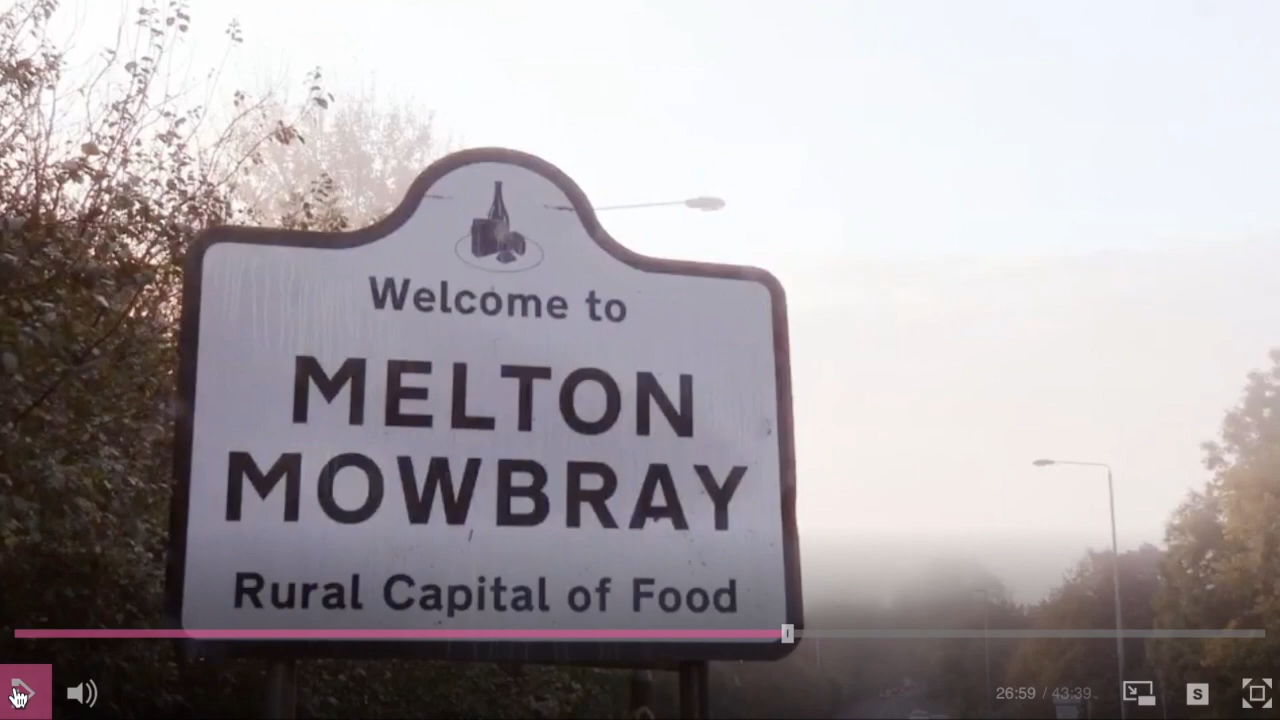 Welcome to
MELTON
MOWBRAY
Rural Capital of Food
26:59 / 43:39
S